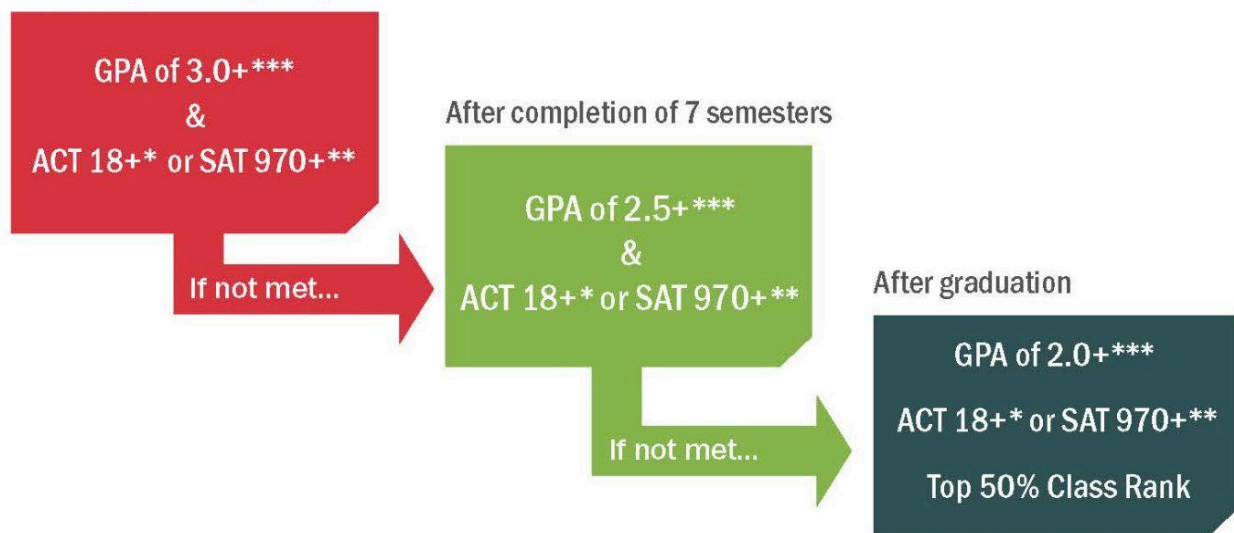 GPA of 3.0+***
&
ACT 18+* or SAT 970+**
If not met...
After completion of 7 semesters
GPA of 2.5+***
&
ACT 18+* or SAT 970+**
If not met...
After graduation
GPA of 2.0+***
ACT 18+* or SAT 970+**
Top 50% Class Rank